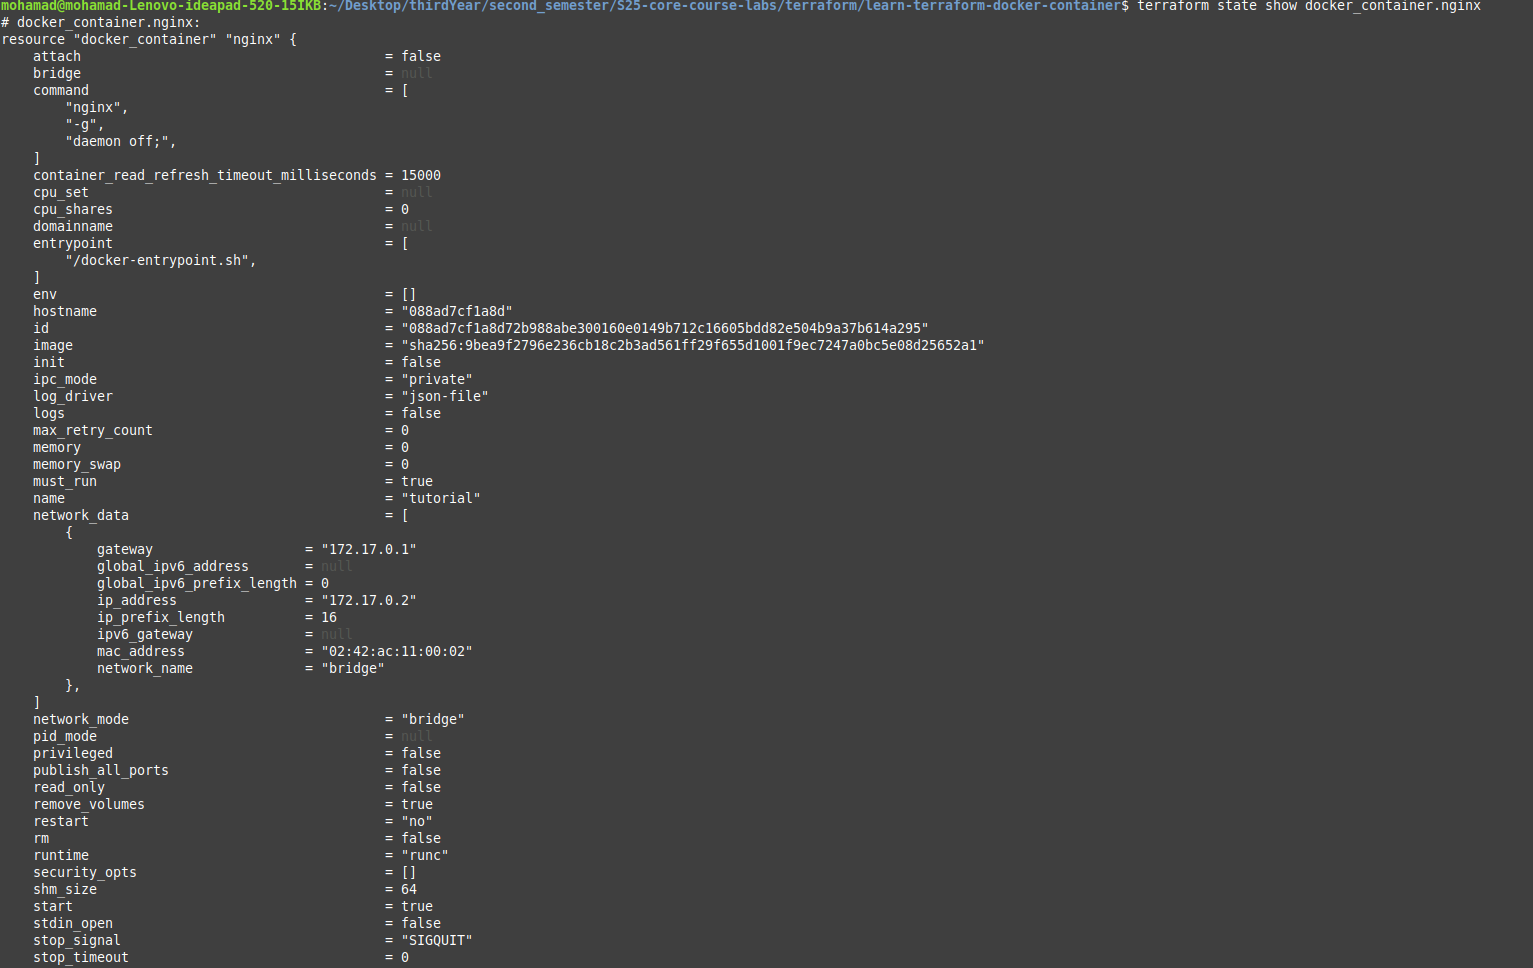 mohamad@mohamad-Lenovo-ideapad-520-15IKB:~/Desktop/thirdYear/second_semester/S25-core-course-labs/terraform/learn-terraform-docker-container$ terraform state show docker_container.nginx
# docker_container.nginx:
resource "docker_container" "nginx" {
    attach                                      = false
    bridge                                      = null
    command                                     = [
        "nginx",
        "-g",
        "daemon off;",
    ]
    container_read_refresh_timeout_milliseconds = 15000
    cpu_set                                     = null
    cpu_shares                                  = 0
    domainname                                  = null
    entrypoint                                  = [
        "/docker-entrypoint.sh",
    ]
    env                                         = []
    hostname                                    = "088ad7cf1a8d"
    id                                          = "088ad7cf1a8d72b988abe300160e0149b712c16605bdd82e504b9a37b614a295"
    image                                       = "sha256:9bea9f2796e236cb18c2b3ad561ff29f655d1001f9ec7247a0bc5e08d25652a1"
    init                                        = false
    ipc_mode                                    = "private"
    log_driver                                  = "json-file"
    logs                                        = false
    max_retry_count                             = 0
    memory                                      = 0
    memory_swap                                 = 0
    must_run                                    = true
    name                                        = "tutorial"
    network_data                                = [
        {
            gateway                   = "172.17.0.1"
            global_ipv6_address       = null
            global_ipv6_prefix_length = 0
            ip_address                = "172.17.0.2"
            ip_prefix_length          = 16
            ipv6_gateway              = null
            mac_address               = "02:42:ac:11:00:02"
            network_name              = "bridge"
        },
    ]
    network_mode                                = "bridge"
    pid_mode                                    = null
    privileged                                  = false
    publish_all_ports                           = false
    read_only                                   = false
    remove_volumes                              = true
    restart                                     = "no"
    rm                                          = false
    runtime                                     = "runc"
    security_opts                               = []
    shm_size                                    = 64
    start                                       = true
    stdin_open                                  = false
    stop_signal                                 = "SIGQUIT"
    stop_timeout                                = 0